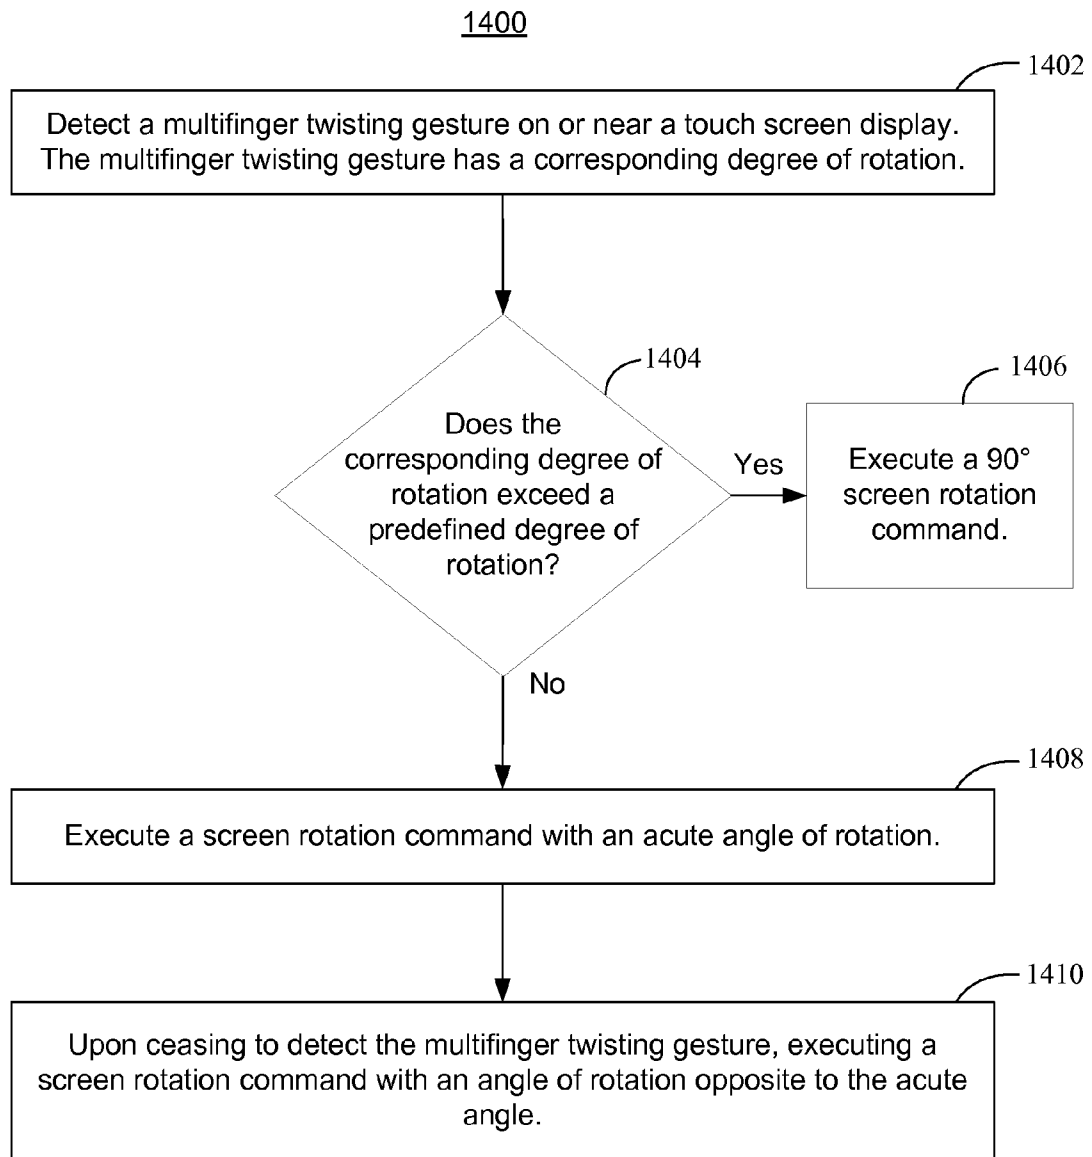 1400
1402
Detect a multifinger twisting gesture on or near a touch screen display.
The multifinger twisting gesture has a corresponding degree of rotation.
1404
Does the
corresponding degree of
rotation exceed a
predefined degree of
rotation?
Yes
1406
Execute a 90°
screen rotation
command.
No
1408
Execute a screen rotation command with an acute angle of rotation.
1410
Upon ceasing to detect the multifinger twisting gesture, executing a
screen rotation command with an angle of rotation opposite to the acute
angle.